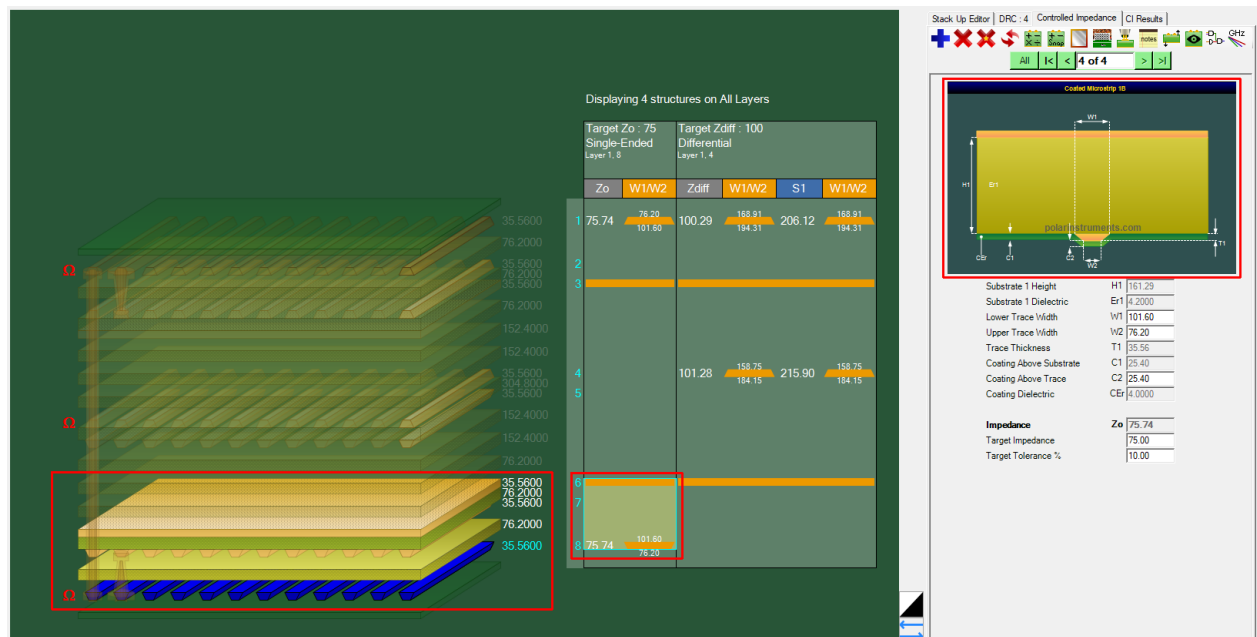 Stack Up Editor DRC : 4 Controlled Impedance CI Results
notes GHz
All |< < 4 of 4 > >|
Coated Microstrip 1B
W1
H1 Er1
polarinstruments.com
T1
CEr C1 C2
W2
Substrate 1 Height H1 161.29
Substrate 1 Dielectric Er1 4.2000
Lower Trace Width W1 101.60
Upper Trace Width W2 76.20
Trace Thickness T1 35.56
Coating Above Substrate C1 25.40
Coating Above Trace C2 25.40
Coating Dielectric CEr 4.0000
Impedance Zo 75.74
Target Impedance 75.00
Target Tolerance % 10.00
Displaying 4 structures on All Layers
Target Zo : 75 Target Zdiff : 100
Single-Ended Differential
Layer 1, 8 Layer 1, 4
Zo W1/W2 Zdiff W1/W2 S1 W1/W2
1 75.74 76.20 101.60 100.29 168.91 194.31 206.12 168.91 194.31
2
3
4 101.28 158.75 184.15 215.90 158.75 184.15
5
6
7
8 75.74 101.60 76.20
35.5600
76.2000
Ω
35.5600
76.2000
35.5600
76.2000
152.4000
152.4000
35.5600
304.8000
35.5600
152.4000
Ω
152.4000
76.2000
35.5600
76.2000
35.5600
76.2000
35.5600
Ω